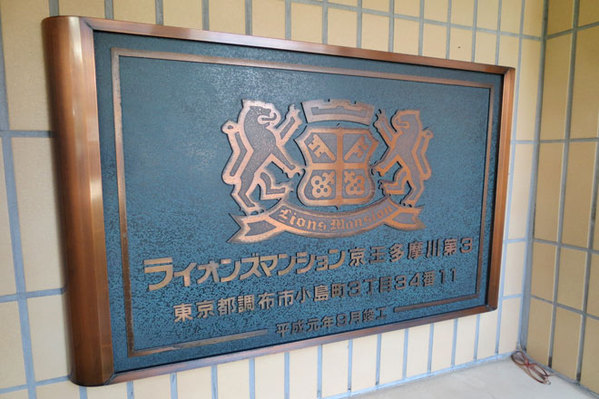 Lions Mansion
ライオンズマンション京王多摩川第3
東京都調布市小島町3丁目34番11
平成元年8月竣工